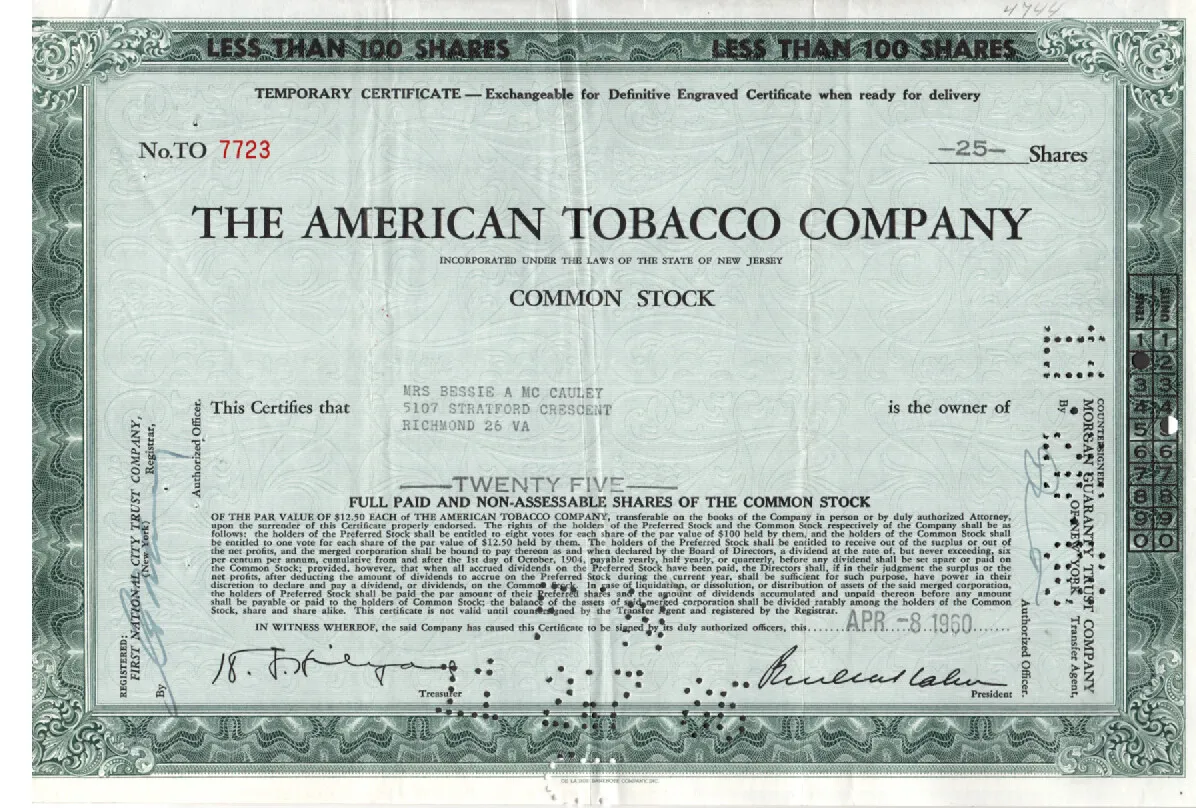 4744
LESS THAN 100 SHARES LESS THAN 100 SHARES
TEMPORARY CERTIFICATE — Exchangeable for Definitive Engraved Certificate when ready for delivery
No.TO 7723
—25— Shares
THE AMERICAN TOBACCO COMPANY
INCORPORATED UNDER THE LAWS OF THE STATE OF NEW JERSEY
COMMON STOCK
This Certifies that
MRS BESSIE A MC CAULEY
5107 STRATFORD CRESCENT
RICHMOND 26 VA
is the owner of
——TWENTY FIVE——
FULL PAID AND NON-ASSESSABLE SHARES OF THE COMMON STOCK
OF THE PAR VALUE OF $12.50 EACH of THE AMERICAN TOBACCO COMPANY, transferable on the books of the Company in person or by duly authorized Attorney,
upon the surrender of this Certificate properly endorsed. The rights of the holders of the Preferred Stock and the Common Stock respectively of the Company shall be as
follows: the holders of the Preferred Stock shall be entitled to eight votes for each share of the par value of $100 held by them, and the holders of the Common Stock shall
be entitled to one vote for each share of the par value of $12.50 held by them. The holders of the Preferred Stock shall be entitled to receive out of the surplus or out of
the net profits, and the merged corporation shall be bound to pay thereon as and when declared by the Board of Directors, a dividend at the rate of, but never exceeding, six
per centum per annum, cumulative from and after the 1st day of October, 1904, payable yearly, half yearly, or quarterly, before any dividend shall be set apart or paid on
the Common Stock; provided, however, that when all accrued dividends on the Preferred Stock have been paid, the Directors shall, if in their judgment the surplus or the
net profits, after deducting the amount of dividends to accrue on the Preferred Stock during the current year, shall be sufficient for such purpose, have power in their
discretion to declare and pay a dividend, or dividends, on the Common Stock. In case of liquidation, or dissolution, or distribution of assets of the said merged corporation,
the holders of Preferred Stock shall be paid the par amount of their Preferred shares and the amount of dividends accumulated and unpaid thereon before any amount
shall be payable or paid to the holders of Common Stock; the balance of the assets of said merged corporation shall be divided ratably among the holders of the Common
Stock, share and share alike. This certificate is not valid until countersigned by the Transfer Agent and registered by the Registrar.
IN WITNESS WHEREOF, the said Company has caused this Certificate to be signed by its duly authorized officers, this APR -8 1960
Treasurer
President
REGISTERED:
FIRST NATIONAL CITY TRUST COMPANY,
(New York) Registrar,
By
Authorized Officer.
COUNTERSIGNED:
MORGAN GUARANTY TRUST COMPANY
OF NEW YORK Transfer Agent,
By
Authorized Officer.
TENS UNITS
1 1
2
3 3
4 4
5
6 6
7 7
8 8
9 9
0 0